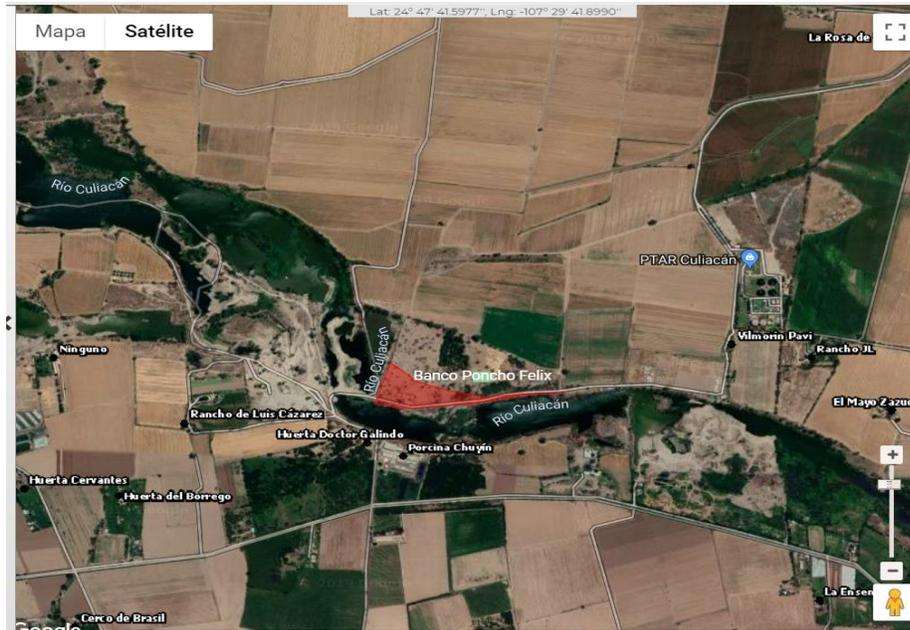 Lat: 24° 47' 41.5977'', Lng: -107° 29' 41.8990''
Mapa
Satélite
La Rosa de
Río Culiacán
PTAR Culiacán
Río Culiacán
Vilmorin Pavi
Ninguno
Rancho JL
Banco Poncho Felix
Rancho de Luis Cázarez
Río Culiacán
El Mayo Zazue
Huerta Doctor Galindo
Porcina Chuyin
Huerta Cervantes
Huerta del Borrego
La Ensen
Cerco de Brasil
Google